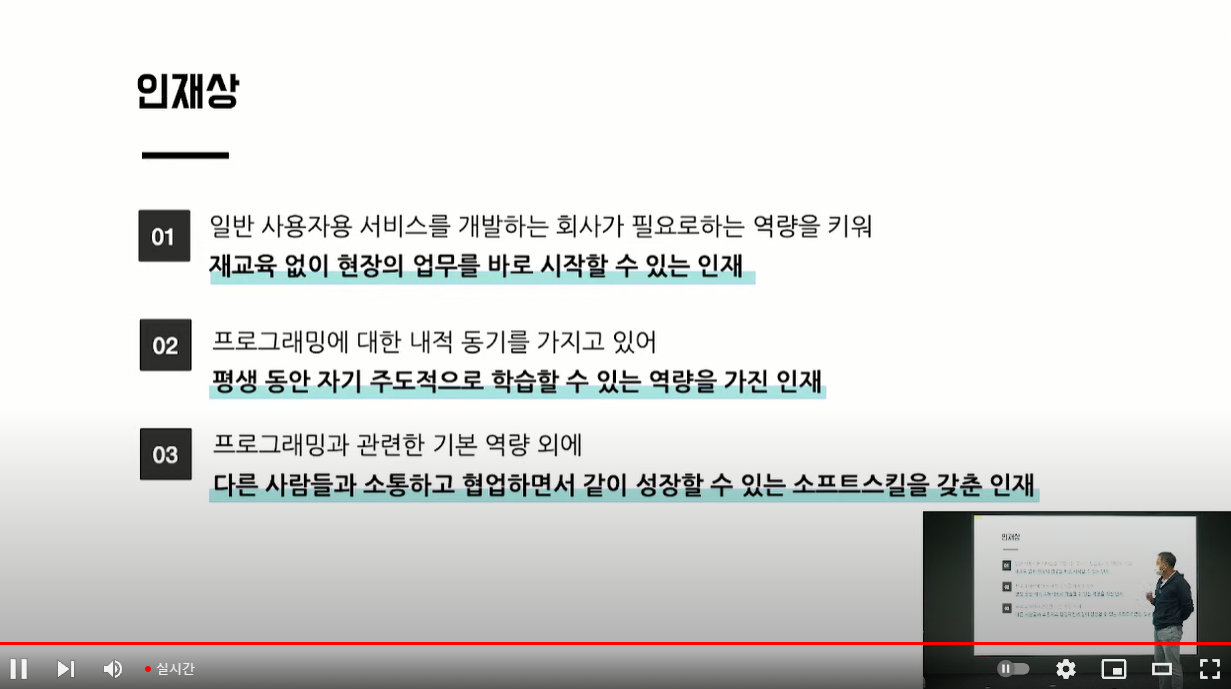 인재상
01
일반 사용자용 서비스를 개발하는 회사가 필요로하는 역량을 키워
재교육 없이 현장의 업무를 바로 시작할 수 있는 인재
02
프로그래밍에 대한 내적 동기를 가지고 있어
평생 동안 자기 주도적으로 학습할 수 있는 역량을 가진 인재
03
프로그래밍과 관련한 기본 역량 외에
다른 사람들과 소통하고 협업하면서 같이 성장할 수 있는 소프트스킬을 갖춘 인재
인재상
실시간